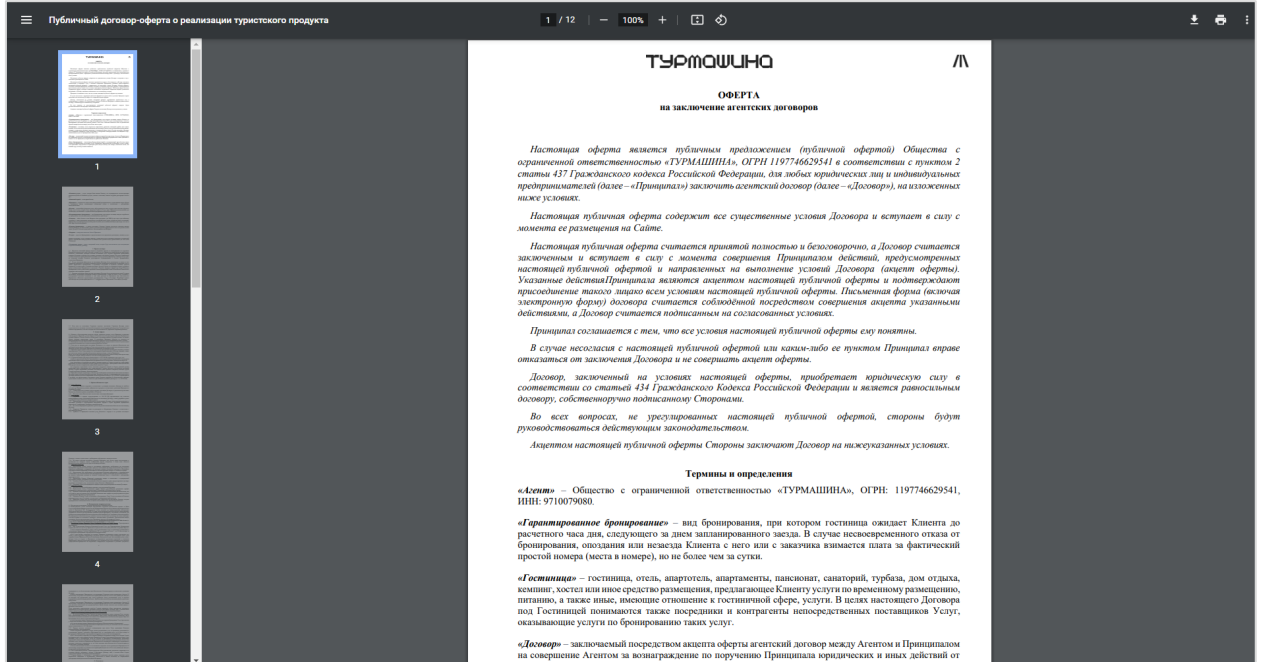 Публичный договор-оферта о реализации туристского продукта
1 / 12
100%
1
2
3
4
ТУРМАШИНА
ОФЕРТА
на заключение агентских договоров
Настоящая оферта является публичным предложением (публичной офертой) Общества с
ограниченной ответственностью «ТУРМАШИНА», ОГРН 1197746629541 в соответствии с пунктом 2
статьи 437 Гражданского кодекса Российской Федерации, для любых юридических лиц и индивидуальных
предпринимателей (далее – «Принципал») заключить агентский договор (далее – «Договор»), на изложенных
ниже условиях.
Настоящая публичная оферта содержит все существенные условия Договора и вступает в силу с
момента ее размещения на Сайте.
Настоящая публичная оферта считается принятой полностью и безоговорочно, а Договор считается
заключенным и вступает в силу с момента совершения Принципалом действий, предусмотренных
настоящей публичной офертой и направленных на выполнение условий Договора (акцепт оферты).
Указанные действияПринципала являются акцептом настоящей публичной оферты и подтверждают
присоединение такого лицако всем условиям настоящей публичной оферты. Письменная форма (включая
электронную форму) договора считается соблюдённой посредством совершения акцепта указанными
действиями, а Договор считается подписанным на согласованных условиях.
Принципал соглашается с тем, что все условия настоящей публичной оферты ему понятны.
В случае несогласия с настоящей публичной офертой или каким-либо ее пунктом Принципал вправе
отказаться от заключения Договора и не совершать акцепт оферты.
Договор, заключенный на условиях настоящей оферты, приобретает юридическую силу в
соответствии со статьей 434 Гражданского Кодекса Российской Федерации и является равносильным
договору, собственноручно подписанному Сторонами.
Во всех вопросах, не урегулированных настоящей публичной офертой, стороны будут
руководствоваться действующим законодательством.
Акцептом настоящей публичной оферты Стороны заключают Договор на нижеуказанных условиях.
Термины и определения
«Агент» – Общество с ограниченной ответственностью «ТУРМАШИНА», ОГРН: 1197746629541,
ИНН: 9710079080.
«Гарантированное бронирование» – вид бронирования, при котором гостиница ожидает Клиента до
расчетного часа дня, следующего за днем запланированного заезда. В случае несвоевременного отказа от
бронирования, опоздания или незаезда Клиента с него или с заказчика взимается плата за фактический
простой номера (места в номере), но не более чем за сутки.
«Гостиница» – гостиница, отель, апартотель, апартаменты, пансионат, санаторий, турбаза, дом отдыха,
кемпинг, хостел или иное средство размещения, предлагающее Клиенту услуги по временному размещению,
питанию, а также иные, имеющие отношение к гостиничной сфере, услуги. В целях настоящего Договора
под Гостиницей понимаются также посредники и контрагенты непосредственных поставщиков Услуг,
оказывающие услуги по бронированию таких услуг.
«Договор» – заключаемый посредством акцепта оферты агентский договор между Агентом и Принципалом
на совершение Агентом за вознаграждение по поручению Принципала юридических и иных действий от